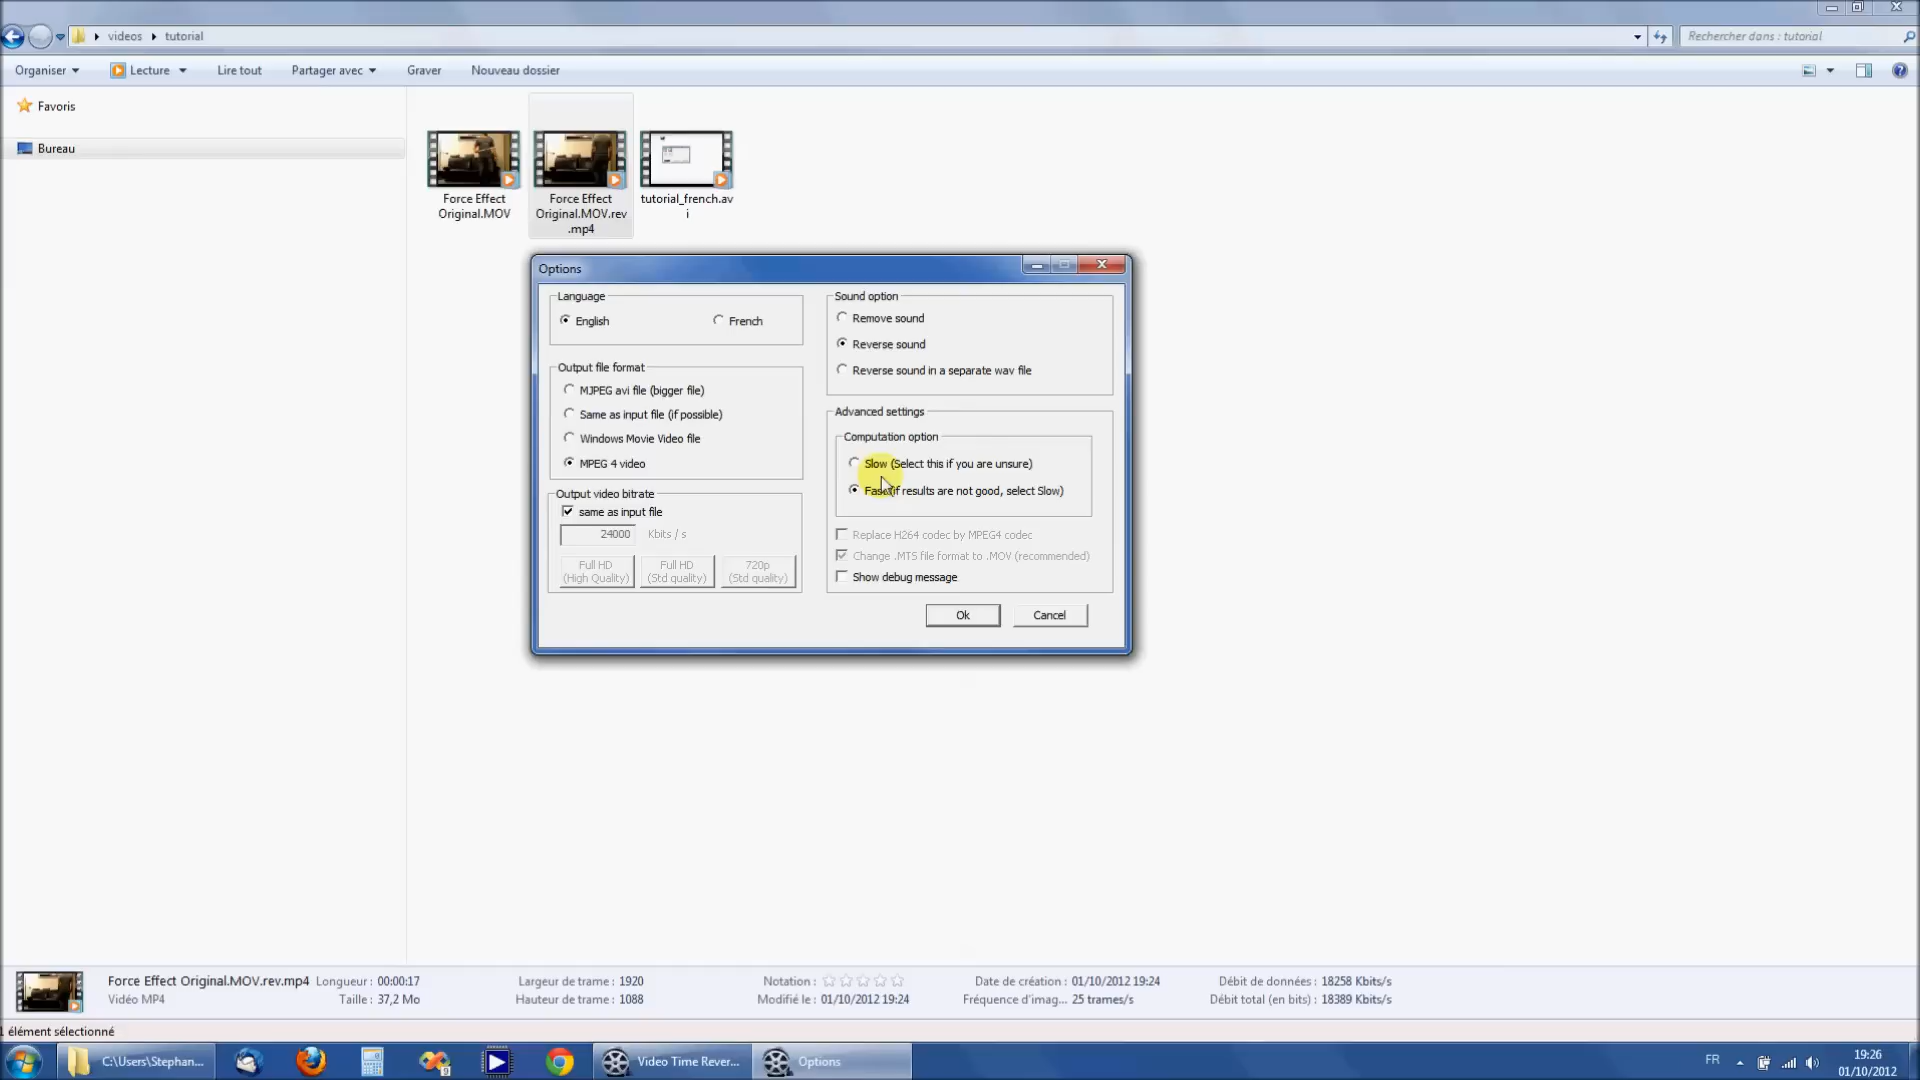 videos
tutorial
Rechercher dans : tutorial
Organiser
Lecture
Lire tout
Partager avec
Graver
Nouveau dossier
Favoris
Bureau
Force Effect
Original.MOV
Force Effect
Original.MOV.rev
.mp4
tutorial_french.av
i
Options
Language
English
French
Output file format
MJPEG avi file (bigger file)
Same as input file (if possible)
Windows Movie Video file
MPEG 4 video
Output video bitrate
same as input file
24000
Kbits / s
Full HD
(High Quality)
Full HD
(Std quality)
720p
(Std quality)
Sound option
Remove sound
Reverse sound
Reverse sound in a separate wav file
Advanced settings
Computation option
Slow (Select this if you are unsure)
Fast (if results are not good, select Slow)
Replace H264 codec by MPEG4 codec
Change .MTS file format to .MOV (recommended)
Show debug message
Ok
Cancel
Force Effect Original.MOV.rev.mp4
Vidéo MP4
Longueur : 00:00:17
Taille : 37,2 Mo
Largeur de trame : 1920
Hauteur de trame : 1088
Notation :
Modifié le : 01/10/2012 19:24
Date de création : 01/10/2012 19:24
Fréquence d'imag... 25 trames/s
Débit de données : 18258 Kbits/s
Débit total (en bits) : 18389 Kbits/s
1 élément sélectionné
C:\Users\Stephan...
Video Time Rever...
Options
FR
19:26
01/10/2012